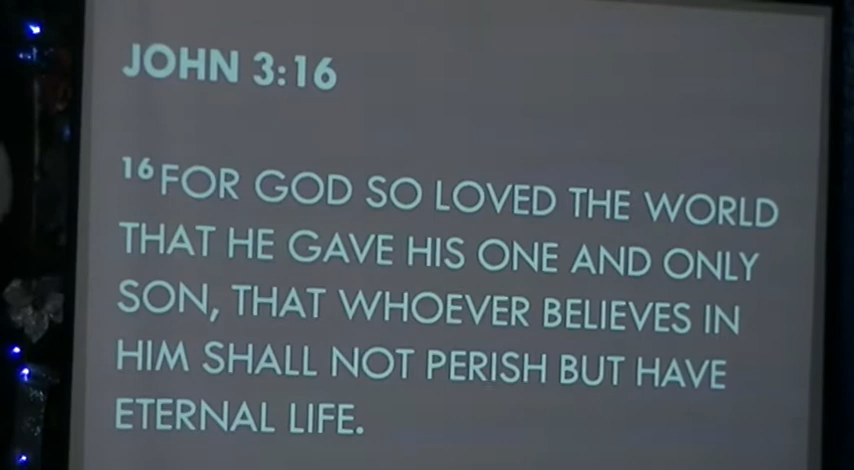 JOHN 3:16
16 FOR GOD SO LOVED THE WORLD
THAT HE GAVE HIS ONE AND ONLY
SON, THAT WHOEVER BELIEVES IN
HIM SHALL NOT PERISH BUT HAVE
ETERNAL LIFE.